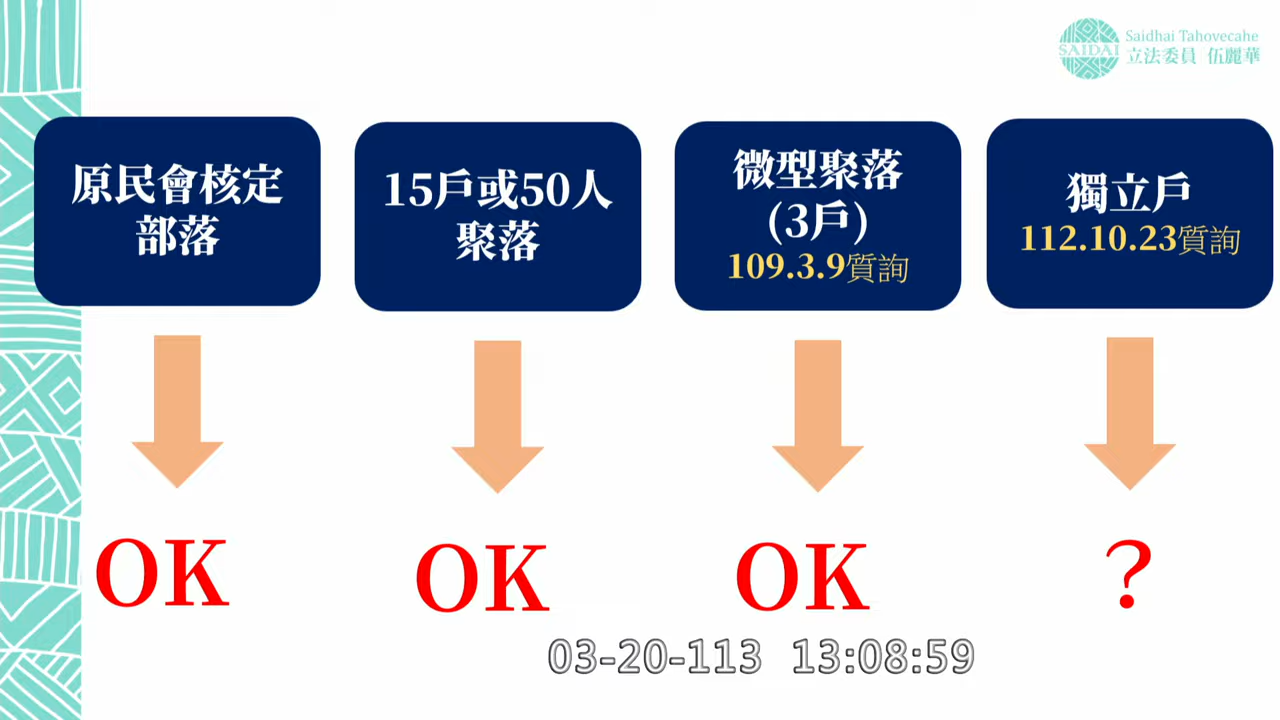 SAIDAI
Saidhai Tahovecahe
立法委員 伍麗華
原民會核定
部落
15戶或50人
聚落
微型聚落
(3戶)
109.3.9質詢
獨立戶
112.10.23質詢
OK
OK
OK
?
03-20-113 13:08:59